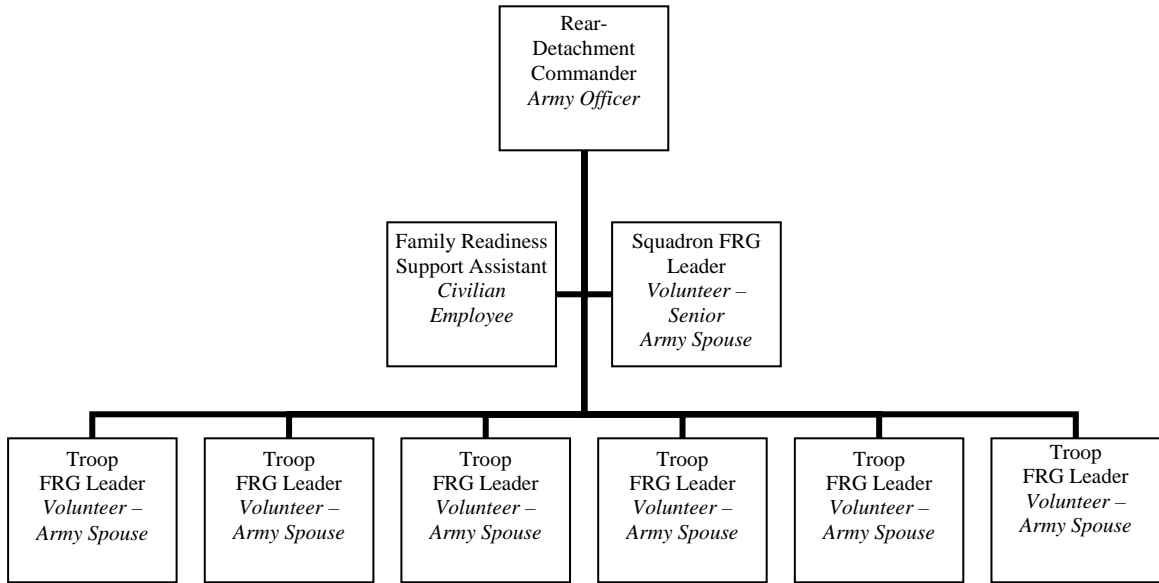 Rear-
Detachment
Commander
Army Officer
Family Readiness
Support Assistant
Civilian
Employee
Squadron FRG
Leader
Volunteer –
Senior
Army Spouse
Troop
FRG Leader
Volunteer –
Army Spouse
Troop
FRG Leader
Volunteer –
Army Spouse
Troop
FRG Leader
Volunteer –
Army Spouse
Troop
FRG Leader
Volunteer –
Army Spouse
Troop
FRG Leader
Volunteer –
Army Spouse
Troop
FRG Leader
Volunteer –
Army Spouse